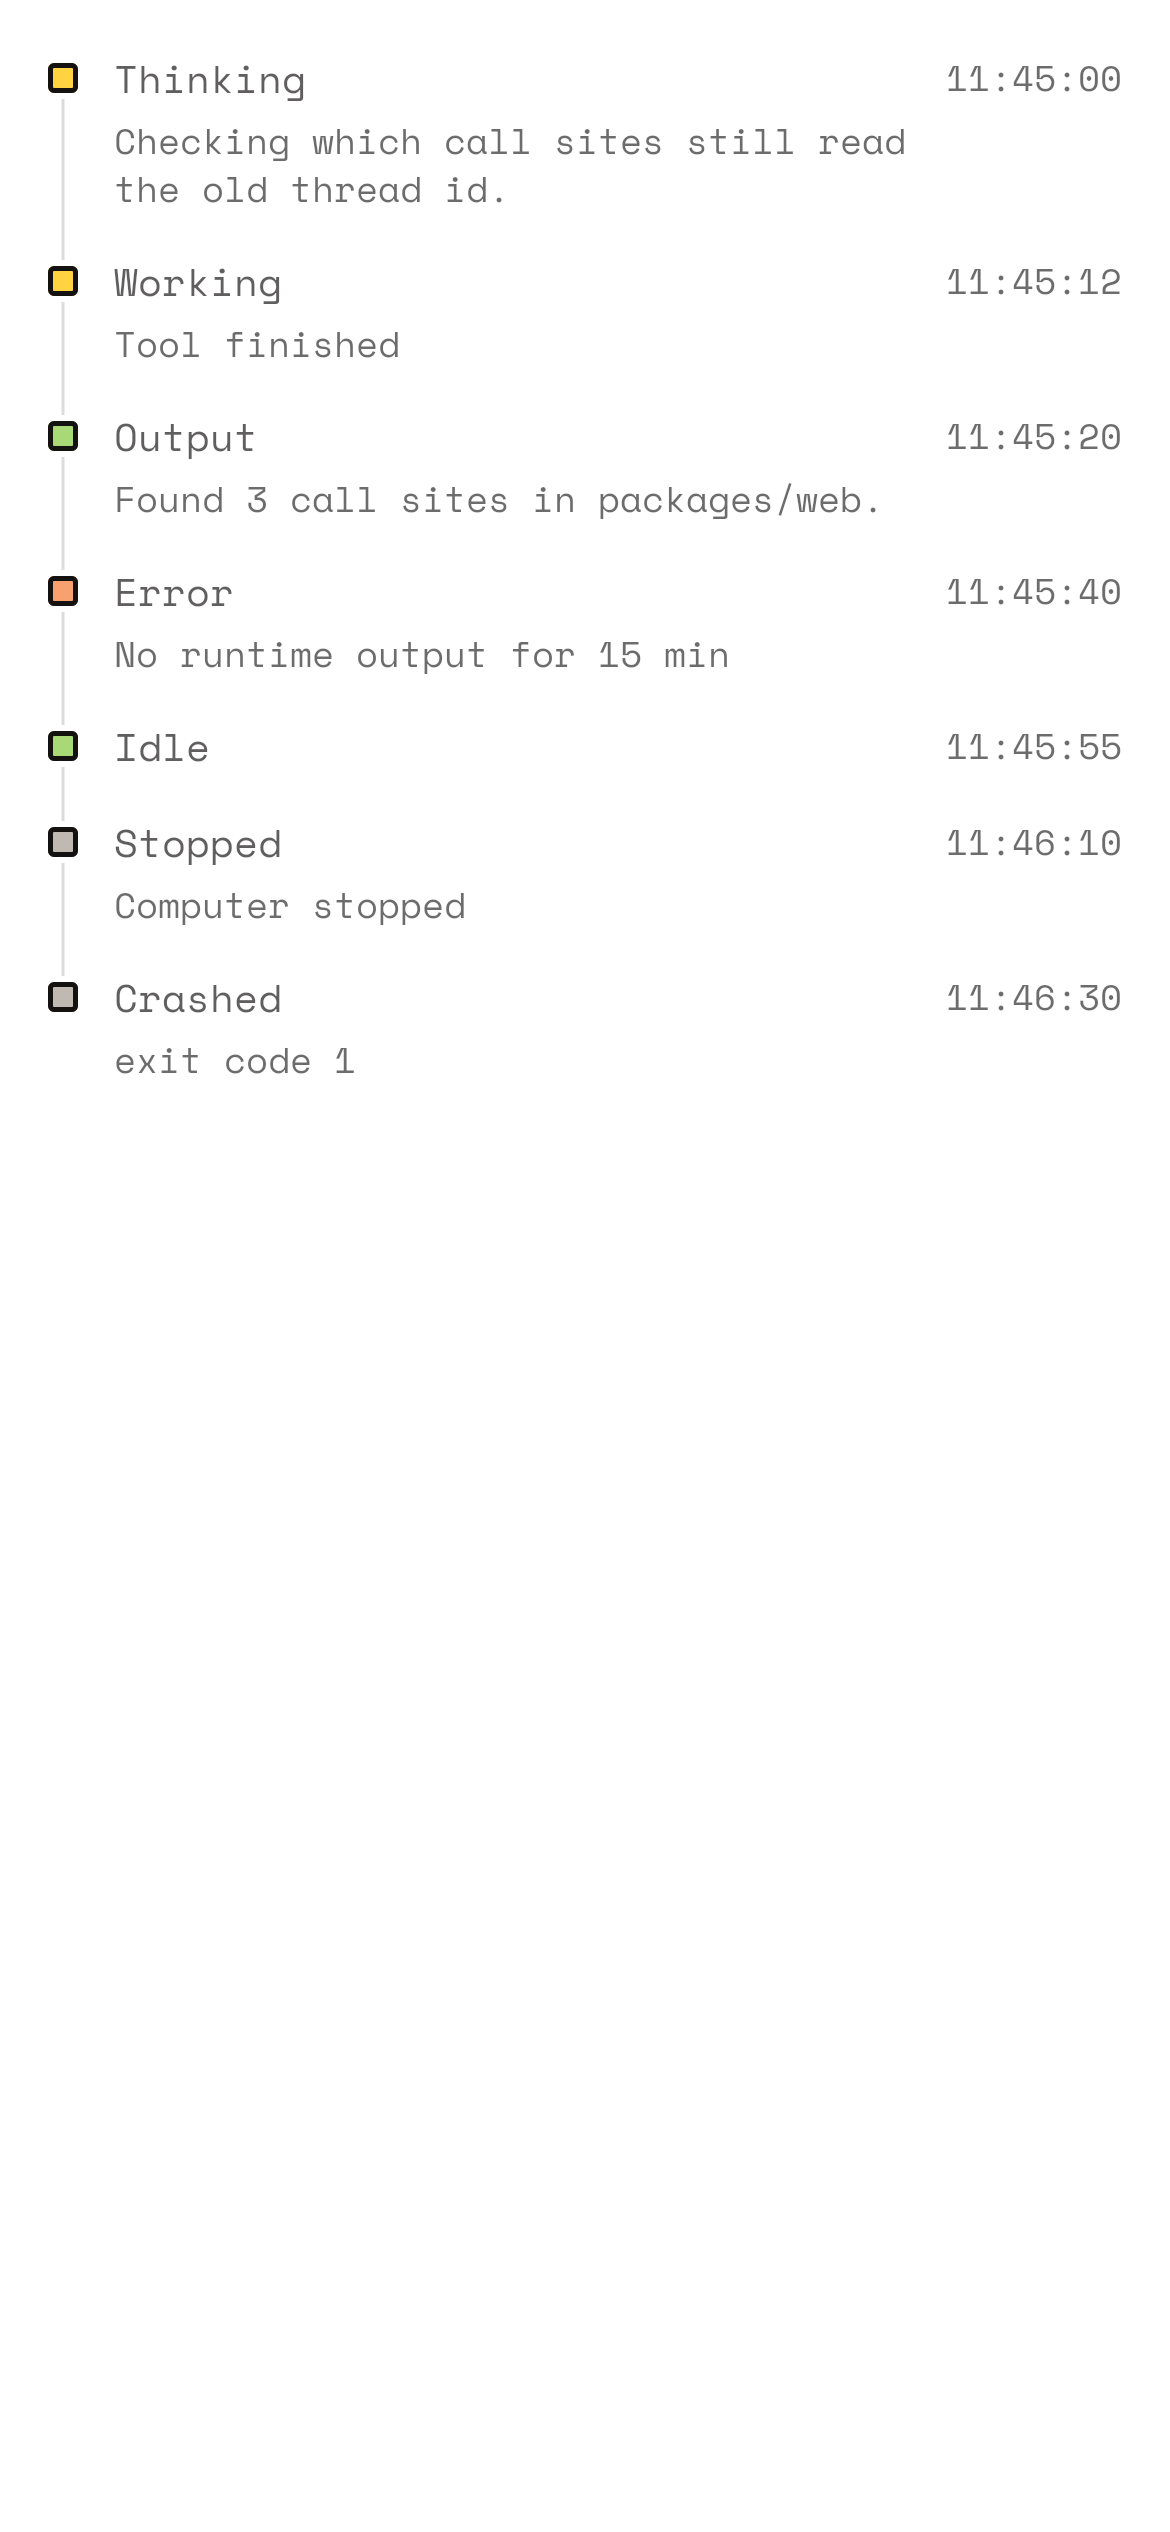 Thinking 11:45:00
Checking which call sites still read
the old thread id.
Working 11:45:12
Tool finished
Output 11:45:20
Found 3 call sites in packages/web.
Error 11:45:40
No runtime output for 15 min
Idle 11:45:55
Stopped 11:46:10
Computer stopped
Crashed 11:46:30
exit code 1